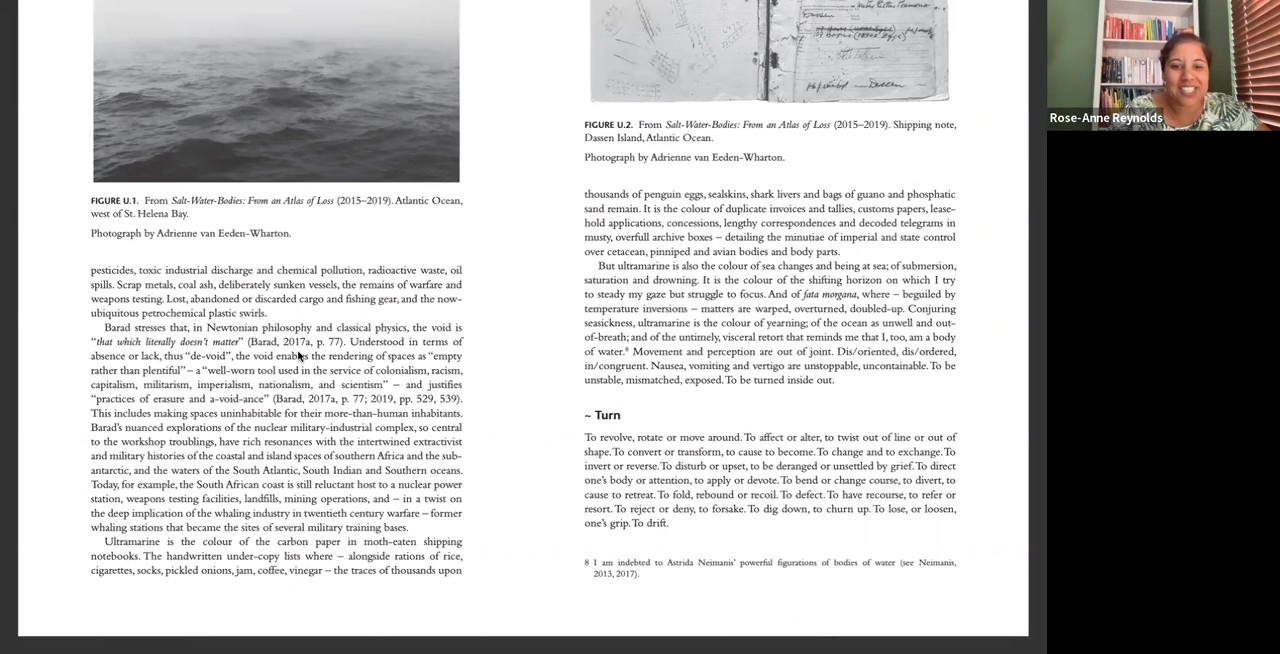 FIGURE U.1. From Salt-Water-Bodies: From an Atlas of Loss (2015–2019). Atlantic Ocean,
west of St. Helena Bay.
Photograph by Adrienne van Eeden-Wharton.
pesticides, toxic industrial discharge and chemical pollution, radioactive waste, oil
spills. Scrap metals, coal ash, deliberately sunken vessels, the remains of warfare and
weapons testing. Lost, abandoned or discarded cargo and fishing gear, and the now-
ubiquitous petrochemical plastic swirls.
Barad stresses that, in Newtonian philosophy and classical physics, the void is
“that which literally doesn’t matter” (Barad, 2017a, p. 77). Understood in terms of
absence or lack, thus “de-void”, the void enables the rendering of spaces as “empty
rather than plentiful” – a “well-worn tool used in the service of colonialism, racism,
capitalism, militarism, imperialism, nationalism, and scientism” – and justifies
“practices of erasure and a-void-ance” (Barad, 2017a, p. 77; 2019, pp. 529, 539).
This includes making spaces uninhabitable for their more-than-human inhabitants.
Barad’s nuanced explorations of the nuclear military-industrial complex, so central
to the workshop troublings, have rich resonances with the intertwined extractivist
and military histories of the coastal and island spaces of southern Africa and the sub-
antarctic, and the waters of the South Atlantic, South Indian and Southern oceans.
Today, for example, the South African coast is still reluctant host to a nuclear power
station, weapons testing facilities, landfills, mining operations, and – in a twist on
the deep implication of the whaling industry in twentieth century warfare – former
whaling stations that became the sites of several military training bases.
Ultramarine is the colour of the carbon paper in moth-eaten shipping
notebooks. The handwritten under-copy lists where – alongside rations of rice,
cigarettes, socks, pickled onions, jam, coffee, vinegar – the traces of thousands upon
Dassen
FIGURE U.2. From Salt-Water-Bodies: From an Atlas of Loss (2015–2019). Shipping note,
Dassen Island, Atlantic Ocean.
Photograph by Adrienne van Eeden-Wharton.
thousands of penguin eggs, sealskins, shark livers and bags of guano and phosphatic
sand remain. It is the colour of duplicate invoices and tallies, customs papers, lease-
hold applications, concessions, lengthy correspondences and decoded telegrams in
musty, overfull archive boxes – detailing the minutiae of imperial and state control
over cetacean, pinniped and avian bodies and body parts.
But ultramarine is also the colour of sea changes and being at sea; of submersion,
saturation and drowning. It is the colour of the shifting horizon on which I try
to steady my gaze but struggle to focus. And of fata morgana, where – beguiled by
temperature inversions – matters are warped, overturned, doubled-up. Conjuring
seasickness, ultramarine is the colour of yearning; of the ocean as unwell and out-
of-breath; and of the untimely, visceral retort that reminds me that I, too, am a body
of water.8 Movement and perception are out of joint. Dis/oriented, dis/ordered,
in/congruent. Nausea, vomiting and vertigo are unstoppable, uncontainable. To be
unstable, mismatched, exposed. To be turned inside out.
~ Turn
To revolve, rotate or move around. To affect or alter, to twist out of line or out of
shape. To convert or transform, to cause to become. To change and to exchange. To
invert or reverse. To disturb or upset, to be deranged or unsettled by grief. To direct
one’s body or attention, to apply or devote. To bend or change course, to divert, to
cause to retreat. To fold, rebound or recoil. To defect. To have recourse, to refer or
resort. To reject or deny, to forsake. To dig down, to churn up. To lose, or loosen,
one’s grip. To drift.
8 I am indebted to Astrida Neimanis’ powerful figurations of bodies of water (see Neimanis,
2013, 2017).
Rose-Anne Reynolds